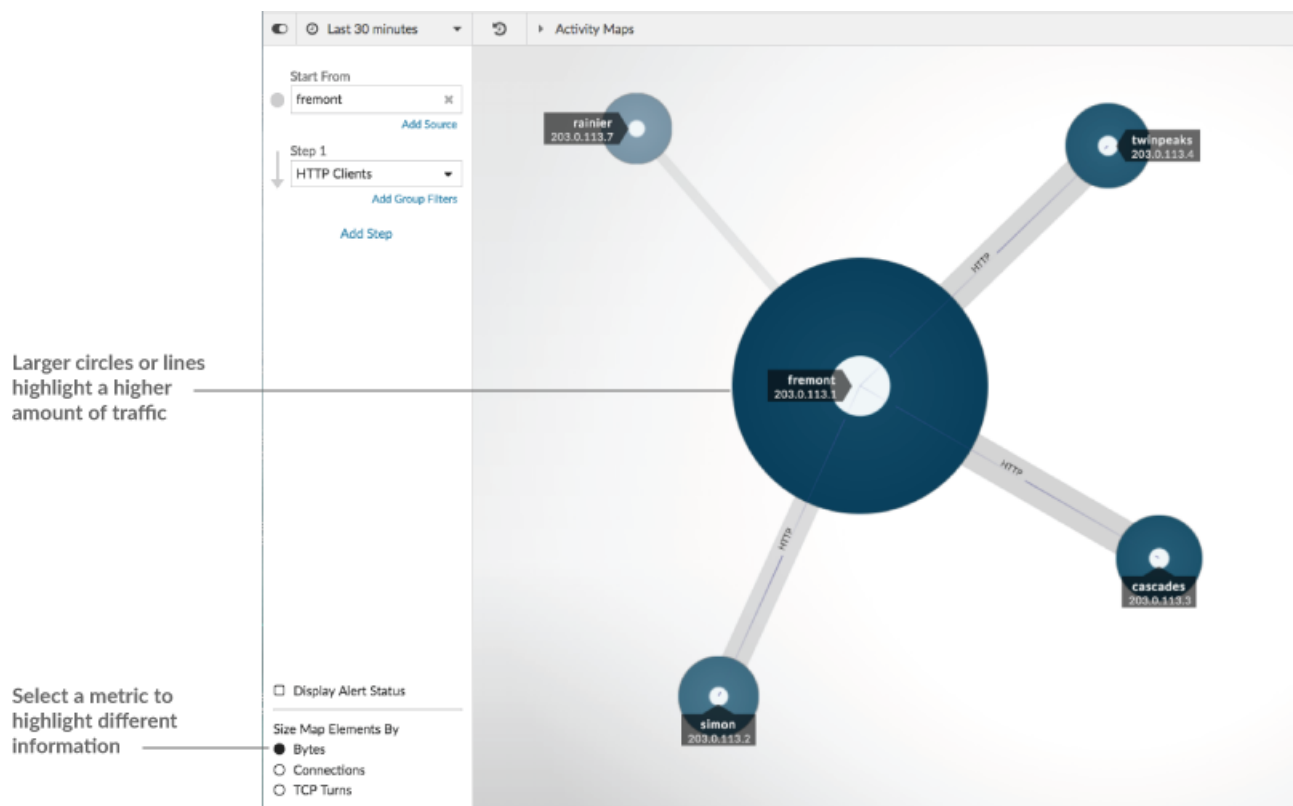 Last 30 minutes
Activity Maps
Start From
fremont
Add Source
Step 1
HTTP Clients
Add Group Filters
Add Step
Larger circles or lines
highlight a higher
amount of traffic
rainier
203.0.113.7
twinpeaks
203.0.113.4
HTTP
fremont
203.0.113.1
HTTP
HTTP
cascades
203.0.113.3
simon
203.0.113.2
Display Alert Status
Select a metric to
highlight different
information
Size Map Elements By
Bytes
Connections
TCP Turns